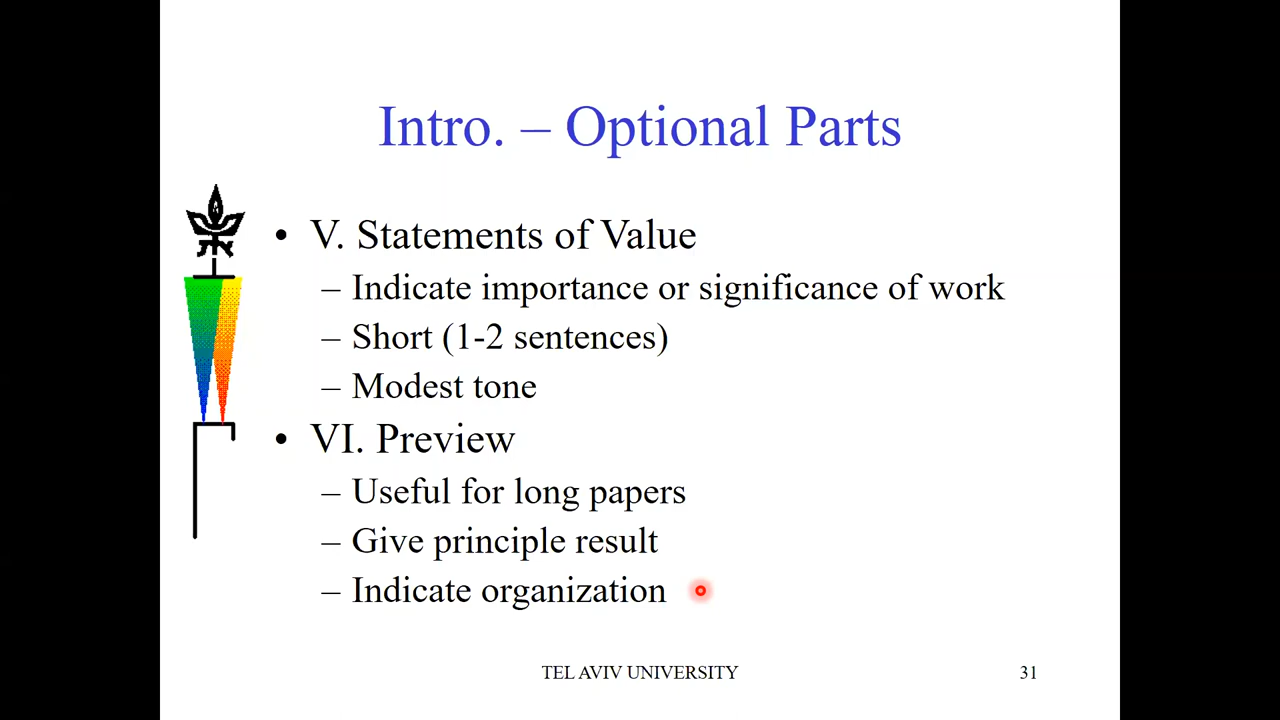 Intro. – Optional Parts
• V. Statements of Value
– Indicate importance or significance of work
– Short (1-2 sentences)
– Modest tone
• VI. Preview
– Useful for long papers
– Give principle result
– Indicate organization
TEL AVIV UNIVERSITY
31